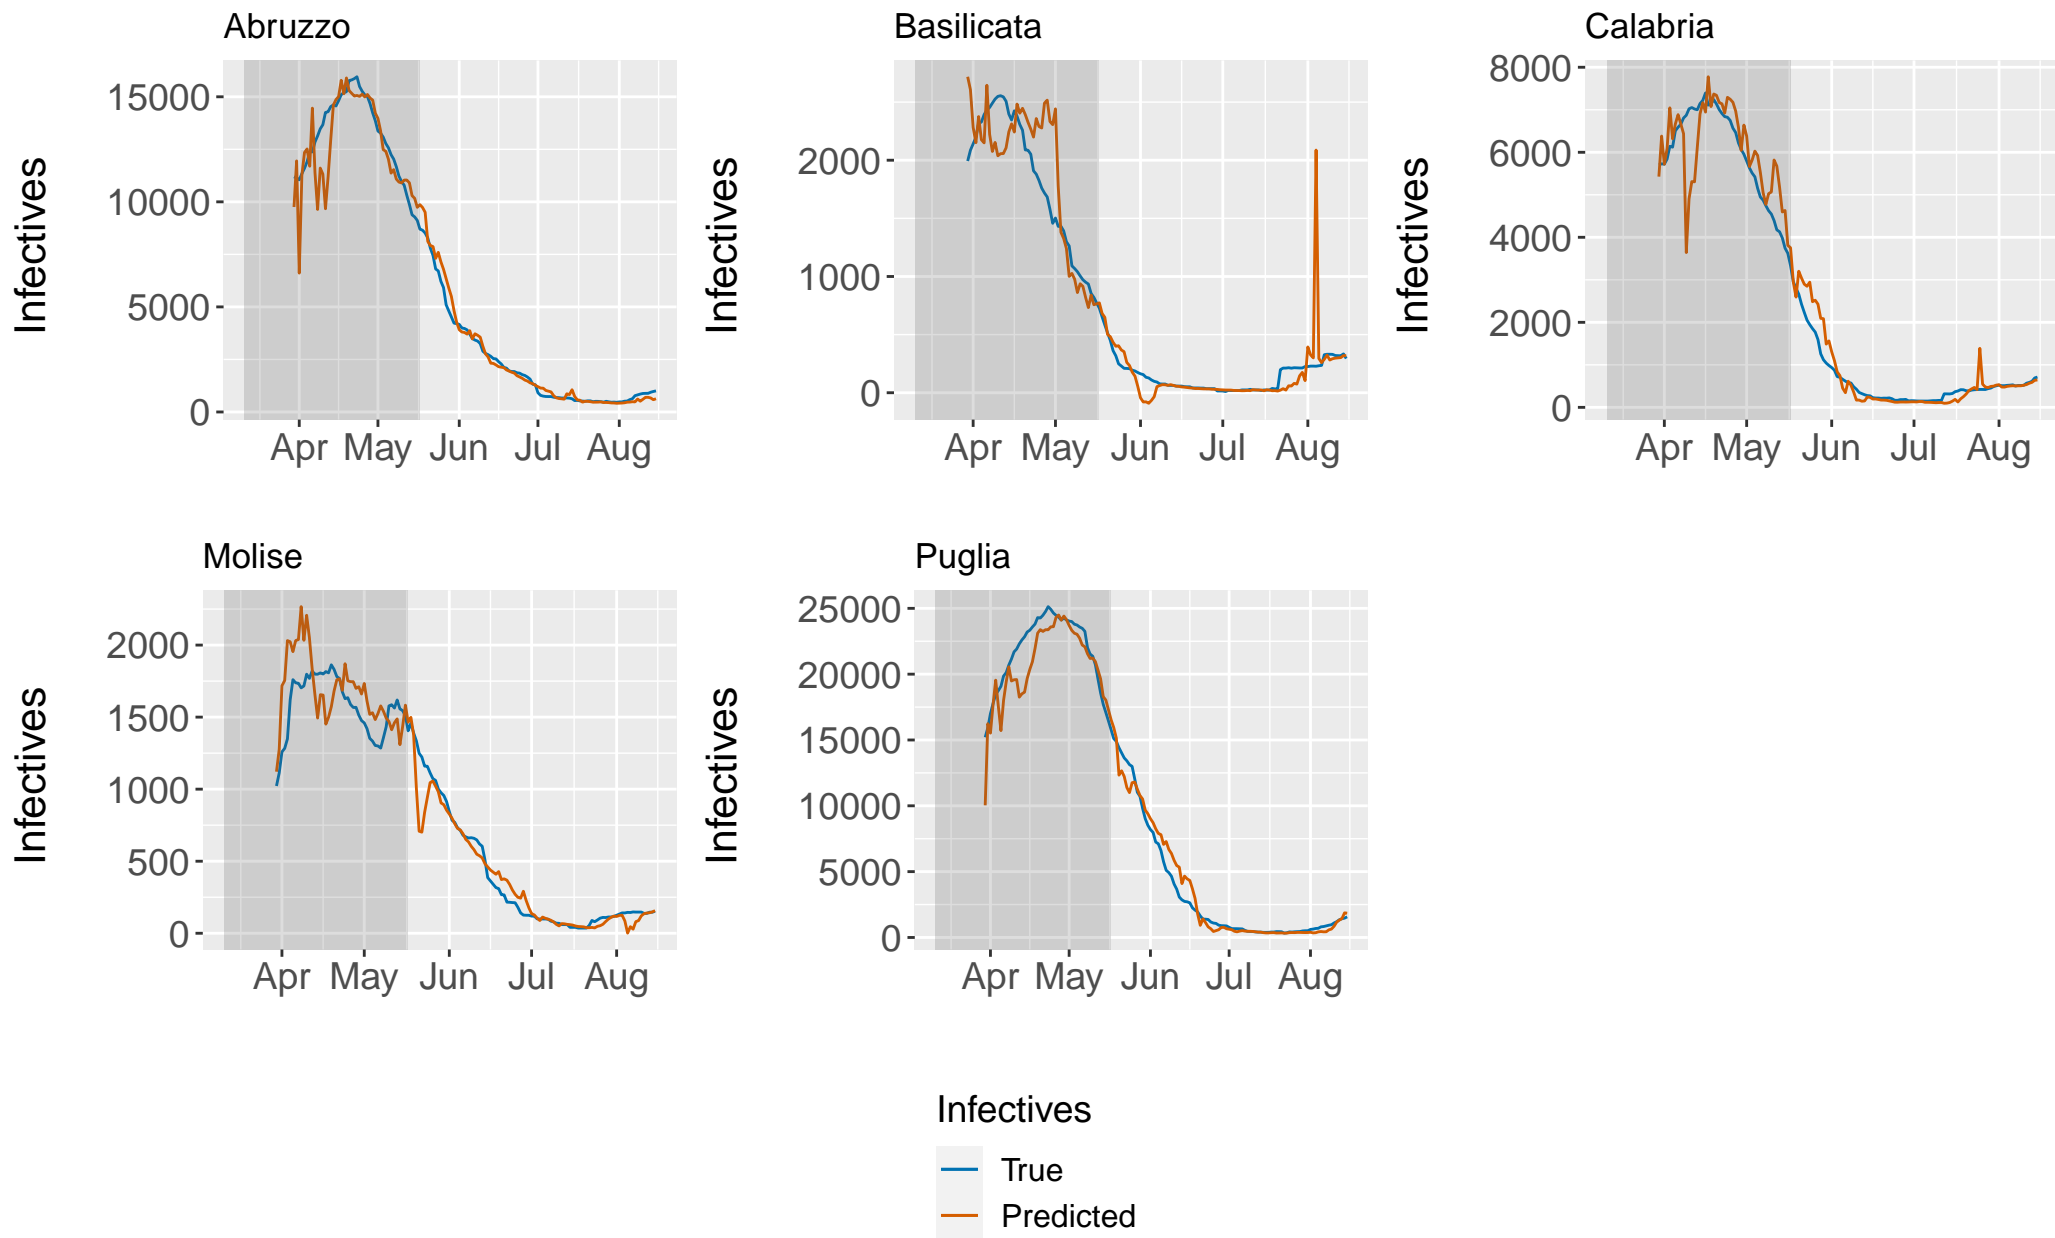 Abruzzo
Infectives
15000
10000
5000
0
Apr May Jun Jul Aug
Basilicata
Infectives
2000
1000
0
Apr May Jun Jul Aug
Calabria
Infectives
8000
6000
4000
2000
0
Apr May Jun Jul Aug
Molise
Infectives
2000
1500
1000
500
0
Apr May Jun Jul Aug
Puglia
Infectives
25000
20000
15000
10000
5000
0
Apr May Jun Jul Aug
Infectives
True
Predicted